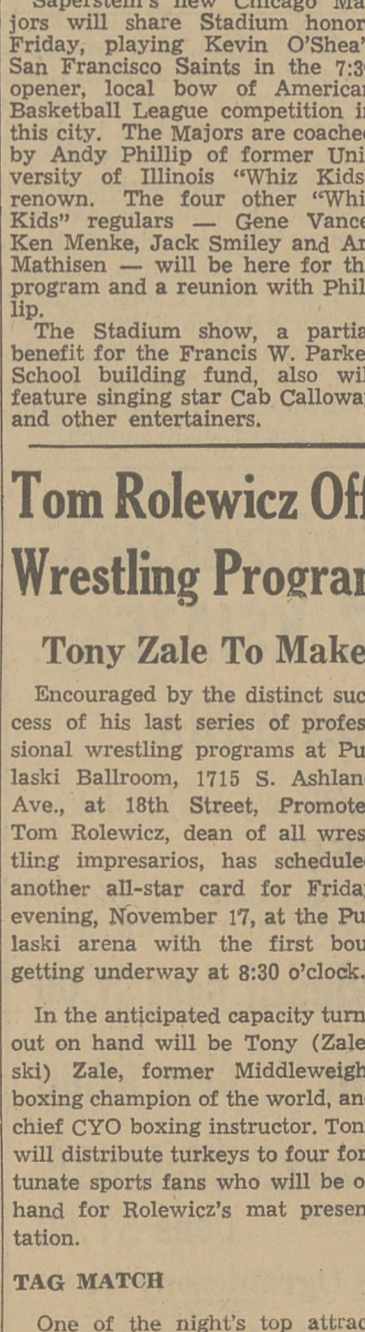 Saperstein's new Chicago Ma
jors will share Stadium honor
Friday, playing Kevin O'Shea'
San Francisco Saints in the 7:3
opener, local bow of America
Basketball League competition i
this city. The Majors are coache
by Andy Phillip of former Uni
versity of Illinois "Whiz Kids
renown. The four other "Whi
Kids" regulars — Gene Vance
Ken Menke, Jack Smiley and Ar
Mathisen — will be here for th
program and a reunion with Phil
lip.
The Stadium show, a partia
benefit for the Francis W. Parke
School building fund, also wil
feature singing star Cab Callowa
and other entertainers.
Tom Rolewicz Off
Wrestling Program
Tony Zale To Make
Encouraged by the distinct suc
cess of his last series of profes
sional wrestling programs at Pu
laski Ballroom, 1715 S. Ashlan
Ave., at 18th Street, Promote
Tom Rolewicz, dean of all wres
tling impresarios, has schedule
another all-star card for Frida
evening, November 17, at the Pu
laski arena with the first bou
getting underway at 8:30 o'clock.
In the anticipated capacity turn
out on hand will be Tony (Zale
ski) Zale, former Middleweigh
boxing champion of the world, an
chief CYO boxing instructor. Ton
will distribute turkeys to four for
tunate sports fans who will be o
hand for Rolewicz's mat presen
tation.
TAG MATCH
One of the night's top attrac